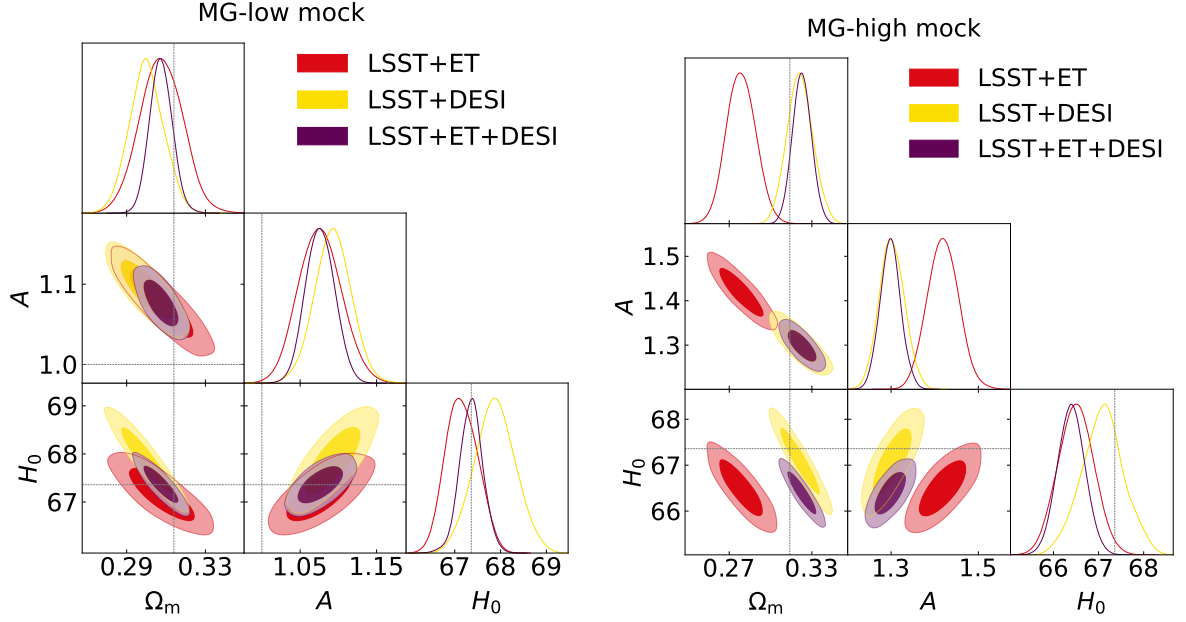 MG-low mock
LSST+ET
LSST+DESI
LSST+ET+DESI
1.1
1.0
A
69
68
67
H₀
0.29 0.33
Ωₘ
1.05 1.15
A
67 68 69
H₀
MG-high mock
LSST+ET
LSST+DESI
LSST+ET+DESI
1.5
1.4
1.3
A
68
67
66
H₀
0.27 0.33
Ωₘ
1.3 1.5
A
66 67 68
H₀